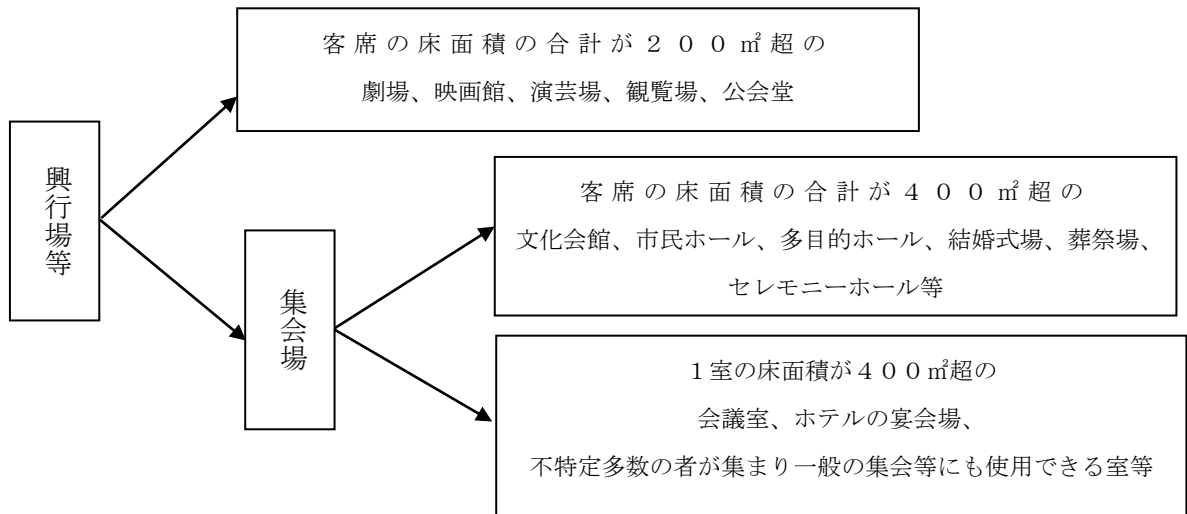 客席の床面積の合計が２００㎡超の
劇場、映画館、演芸場、観覧場、公会堂
興行場等
客席の床面積の合計が４００㎡超の
文化会館、市民ホール、多目的ホール、結婚式場、葬祭場、
セレモニーホール等
集会場
１室の床面積が４００㎡超の
会議室、ホテルの宴会場、
不特定多数の者が集まり一般の集会等にも使用できる室等